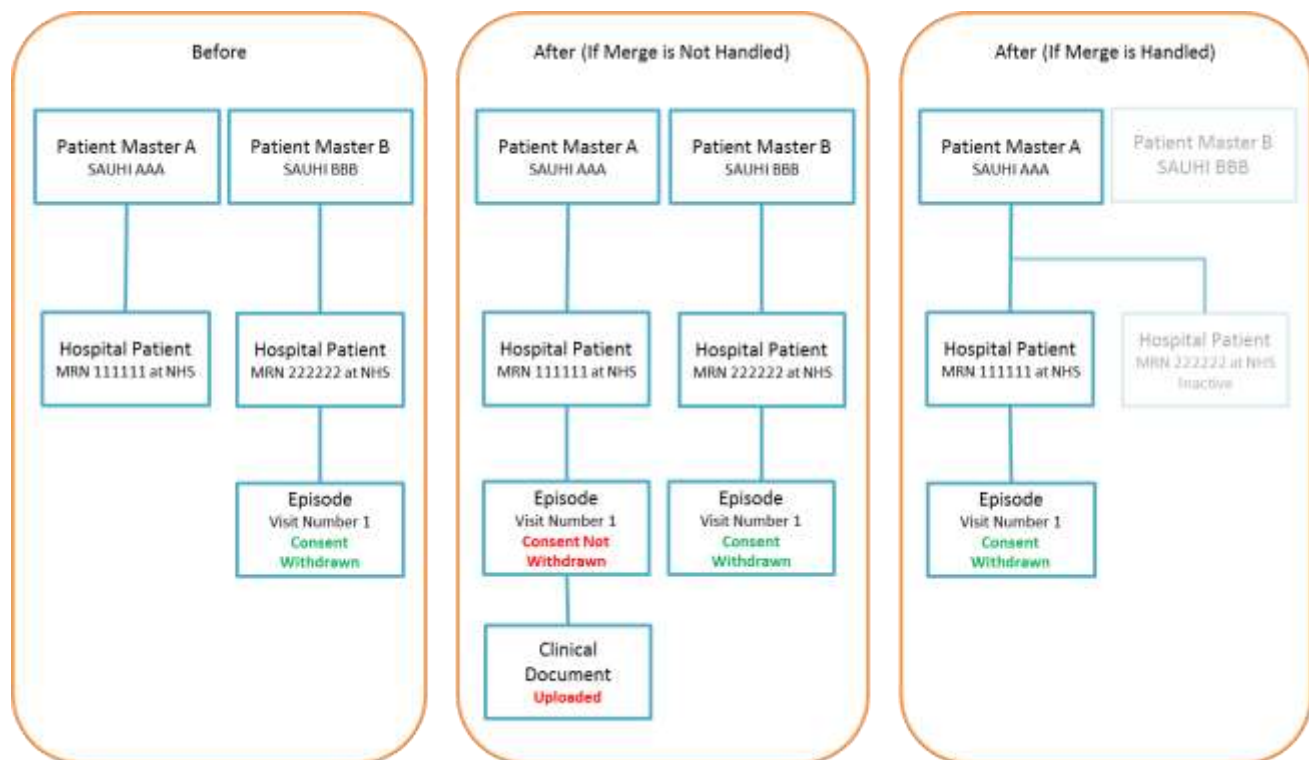 Before
Patient Master A
SAUHI AAA
Patient Master B
SAUHI BBB
Hospital Patient
MRN 111111 at NHS
Hospital Patient
MRN 222222 at NHS
Episode
Visit Number 1
Consent
Withdrawn
After (If Merge is Not Handled)
Patient Master A
SAUHI AAA
Patient Master B
SAUHI BBB
Hospital Patient
MRN 111111 at NHS
Hospital Patient
MRN 222222 at NHS
Episode
Visit Number 1
Consent Not
Withdrawn
Episode
Visit Number 1
Consent
Withdrawn
Clinical
Document
Uploaded
After (If Merge is Handled)
Patient Master A
SAUHI AAA
Patient Master B
SAUHI BBB
Hospital Patient
MRN 111111 at NHS
Hospital Patient
MRN 222222 at NHS
Inactive
Episode
Visit Number 1
Consent
Withdrawn